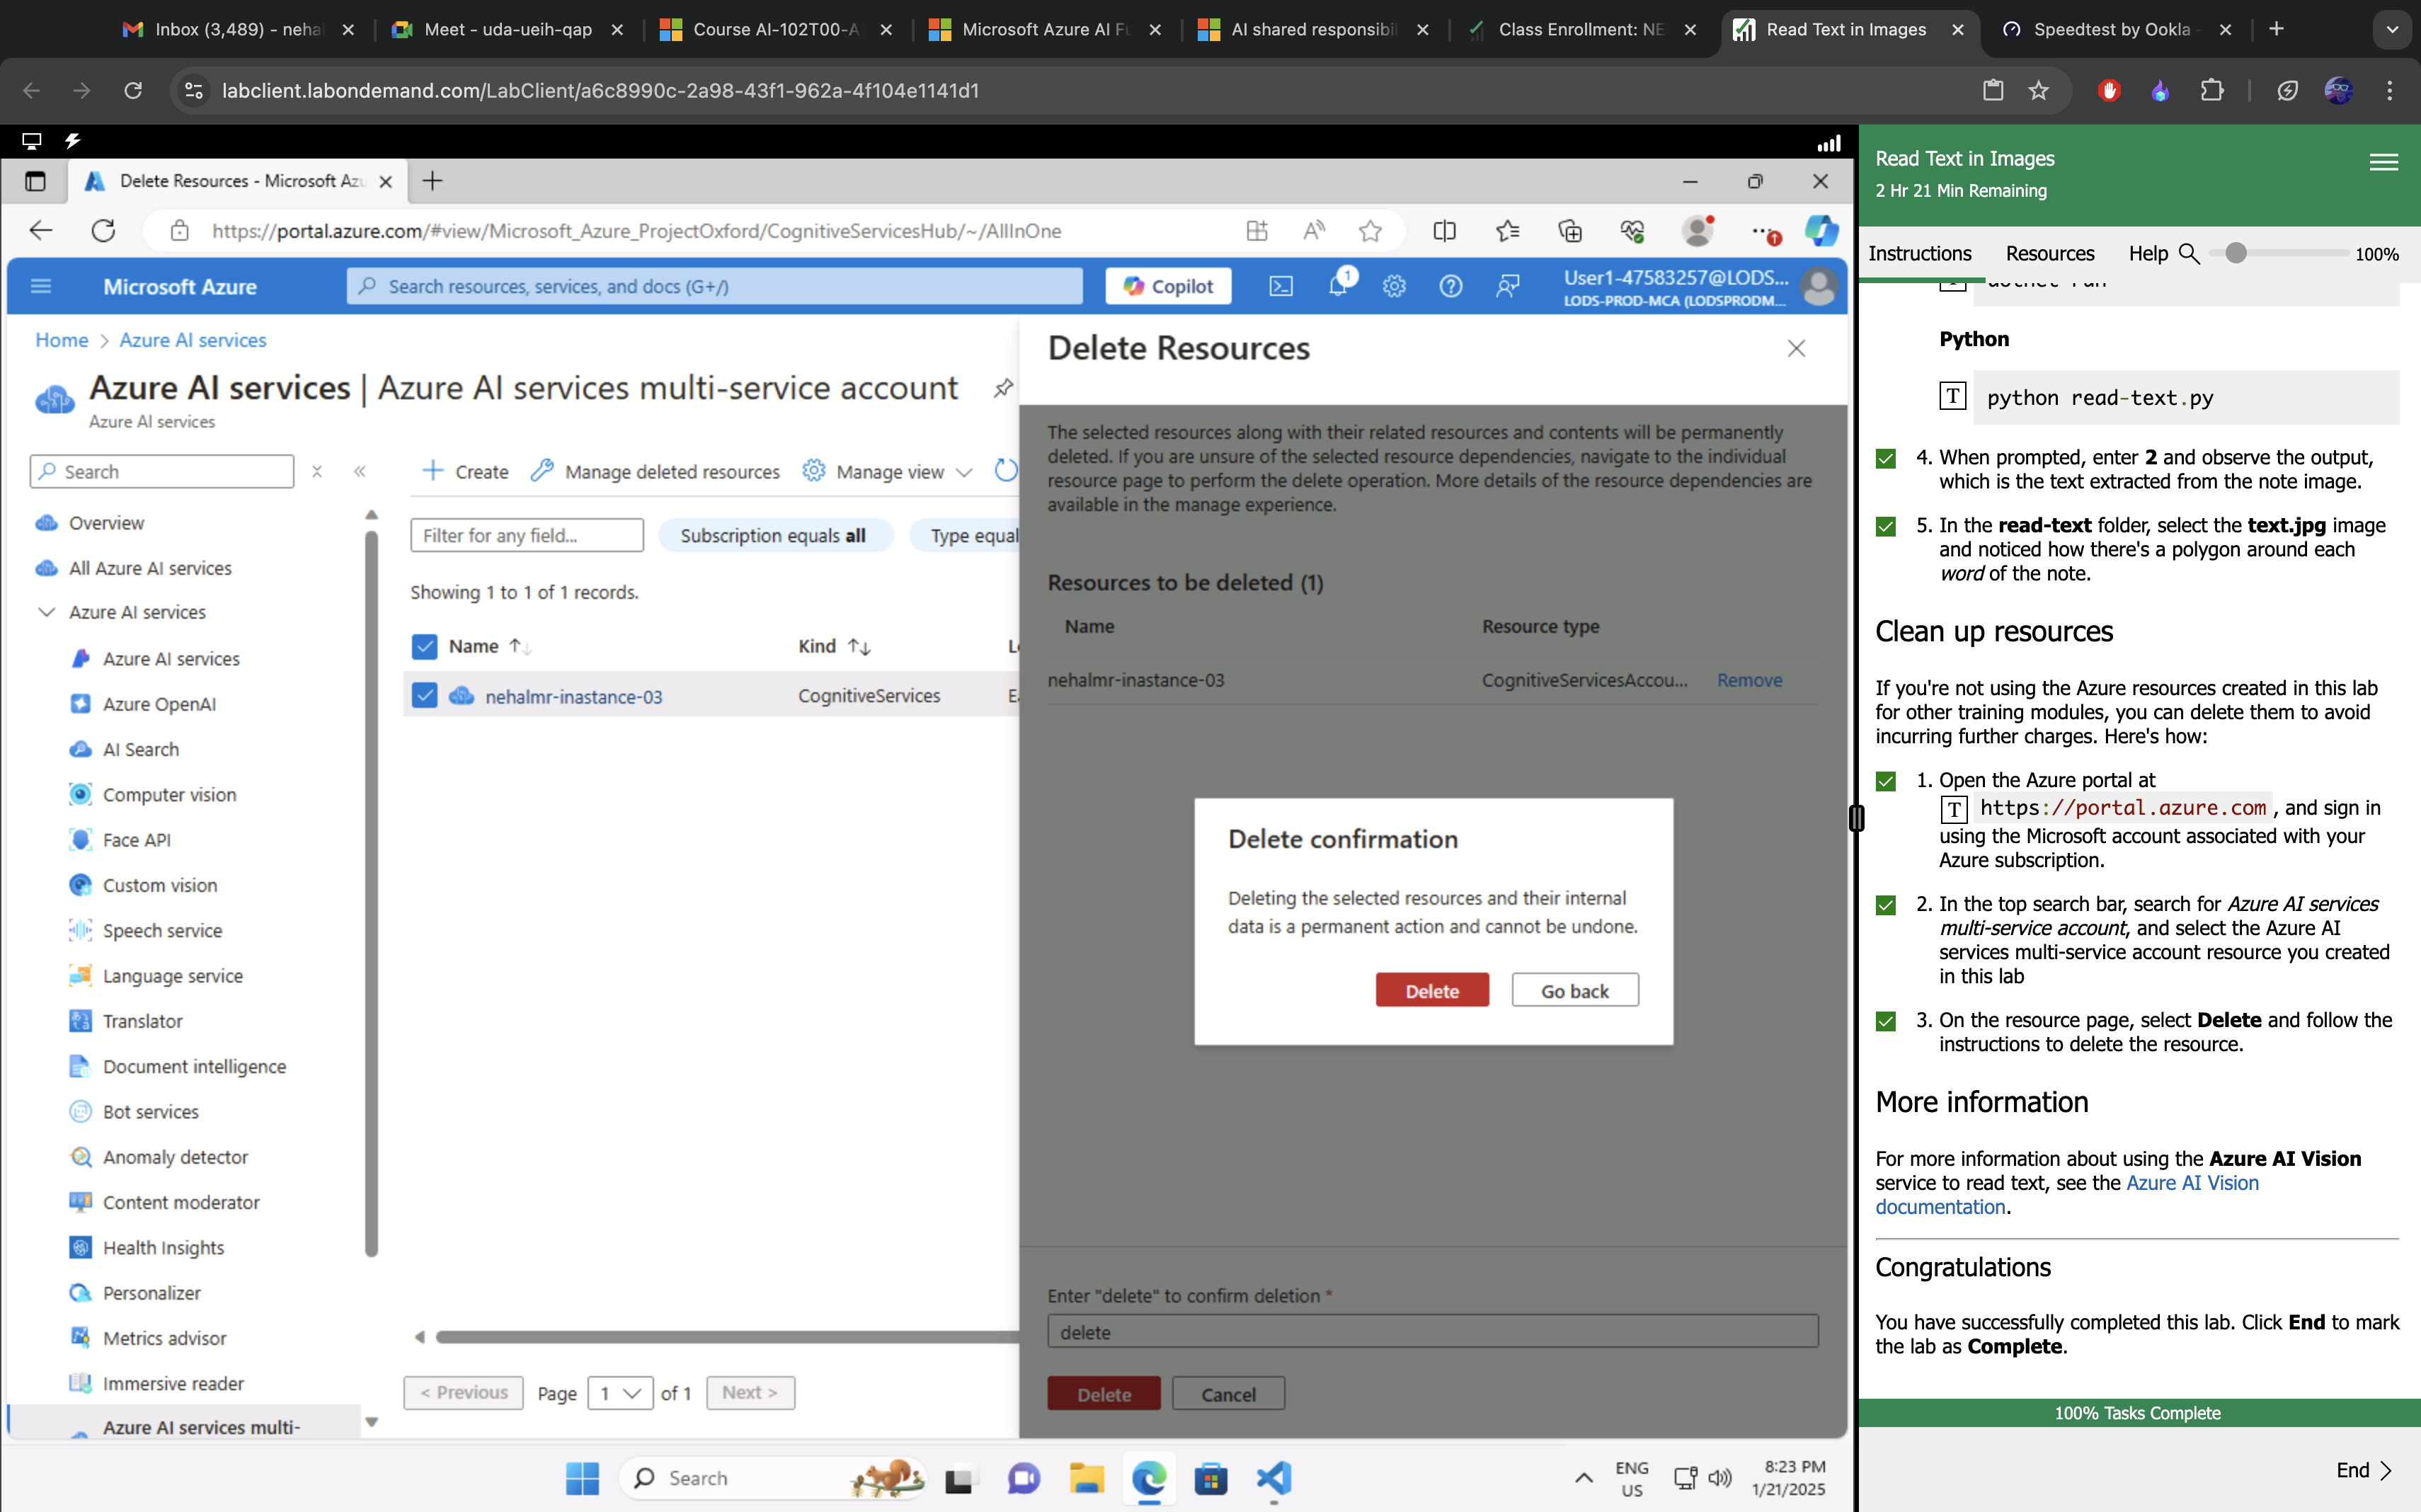 Inbox (3,489) - neha
Meet - uda-ueih-qap
Course AI-102T00-A
Microsoft Azure AI Fu
AI shared responsibil
Class Enrollment: NE
Read Text in Images
Speedtest by Ookla -
labclient.labondemand.com/LabClient/a6c8990c-2a98-43f1-962a-4f104e1141d1
Delete Resources - Microsoft Azu
https://portal.azure.com/#view/Microsoft_Azure_ProjectOxford/CognitiveServicesHub/~/AllInOne
Microsoft Azure
Search resources, services, and docs (G+/)
Copilot
1
User1-47583257@LODS...
LODS-PROD-MCA (LODSPRODM...
Home > Azure AI services
Azure AI services | Azure AI services multi-service account
Azure AI services
Search
Overview
All Azure AI services
Azure AI services
Azure AI services
Azure OpenAI
AI Search
Computer vision
Face API
Custom vision
Speech service
Language service
Translator
Document intelligence
Bot services
Anomaly detector
Content moderator
Health Insights
Personalizer
Metrics advisor
Immersive reader
Azure AI services multi-
Create
Manage deleted resources
Manage view
Filter for any field...
Subscription equals all
Type equal
Showing 1 to 1 of 1 records.
Name
Kind
nehalmr-inastance-03
CognitiveServices
< Previous
Page
1
of 1
Next >
Delete Resources
The selected resources along with their related resources and contents will be permanently
deleted. If you are unsure of the selected resource dependencies, navigate to the individual
resource page to perform the delete operation. More details of the resource dependencies are
available in the manage experience.
Resources to be deleted (1)
Name
Resource type
nehalmr-inastance-03
CognitiveServicesAccou...
Remove
Delete confirmation
Deleting the selected resources and their internal
data is a permanent action and cannot be undone.
Delete
Go back
Enter "delete" to confirm deletion *
delete
Delete
Cancel
Search
ENG
US
8:23 PM
1/21/2025
Read Text in Images
2 Hr 21 Min Remaining
Instructions
Resources
Help
100%
dotnet run
Python
T
python read-text.py
4. When prompted, enter 2 and observe the output,
which is the text extracted from the note image.
5. In the read-text folder, select the text.jpg image
and noticed how there's a polygon around each
word of the note.
Clean up resources
If you're not using the Azure resources created in this lab
for other training modules, you can delete them to avoid
incurring further charges. Here's how:
1. Open the Azure portal at
T https://portal.azure.com , and sign in
using the Microsoft account associated with your
Azure subscription.
2. In the top search bar, search for Azure AI services
multi-service account, and select the Azure AI
services multi-service account resource you created
in this lab
3. On the resource page, select Delete and follow the
instructions to delete the resource.
More information
For more information about using the Azure AI Vision
service to read text, see the Azure AI Vision
documentation.
Congratulations
You have successfully completed this lab. Click End to mark
the lab as Complete.
100% Tasks Complete
End